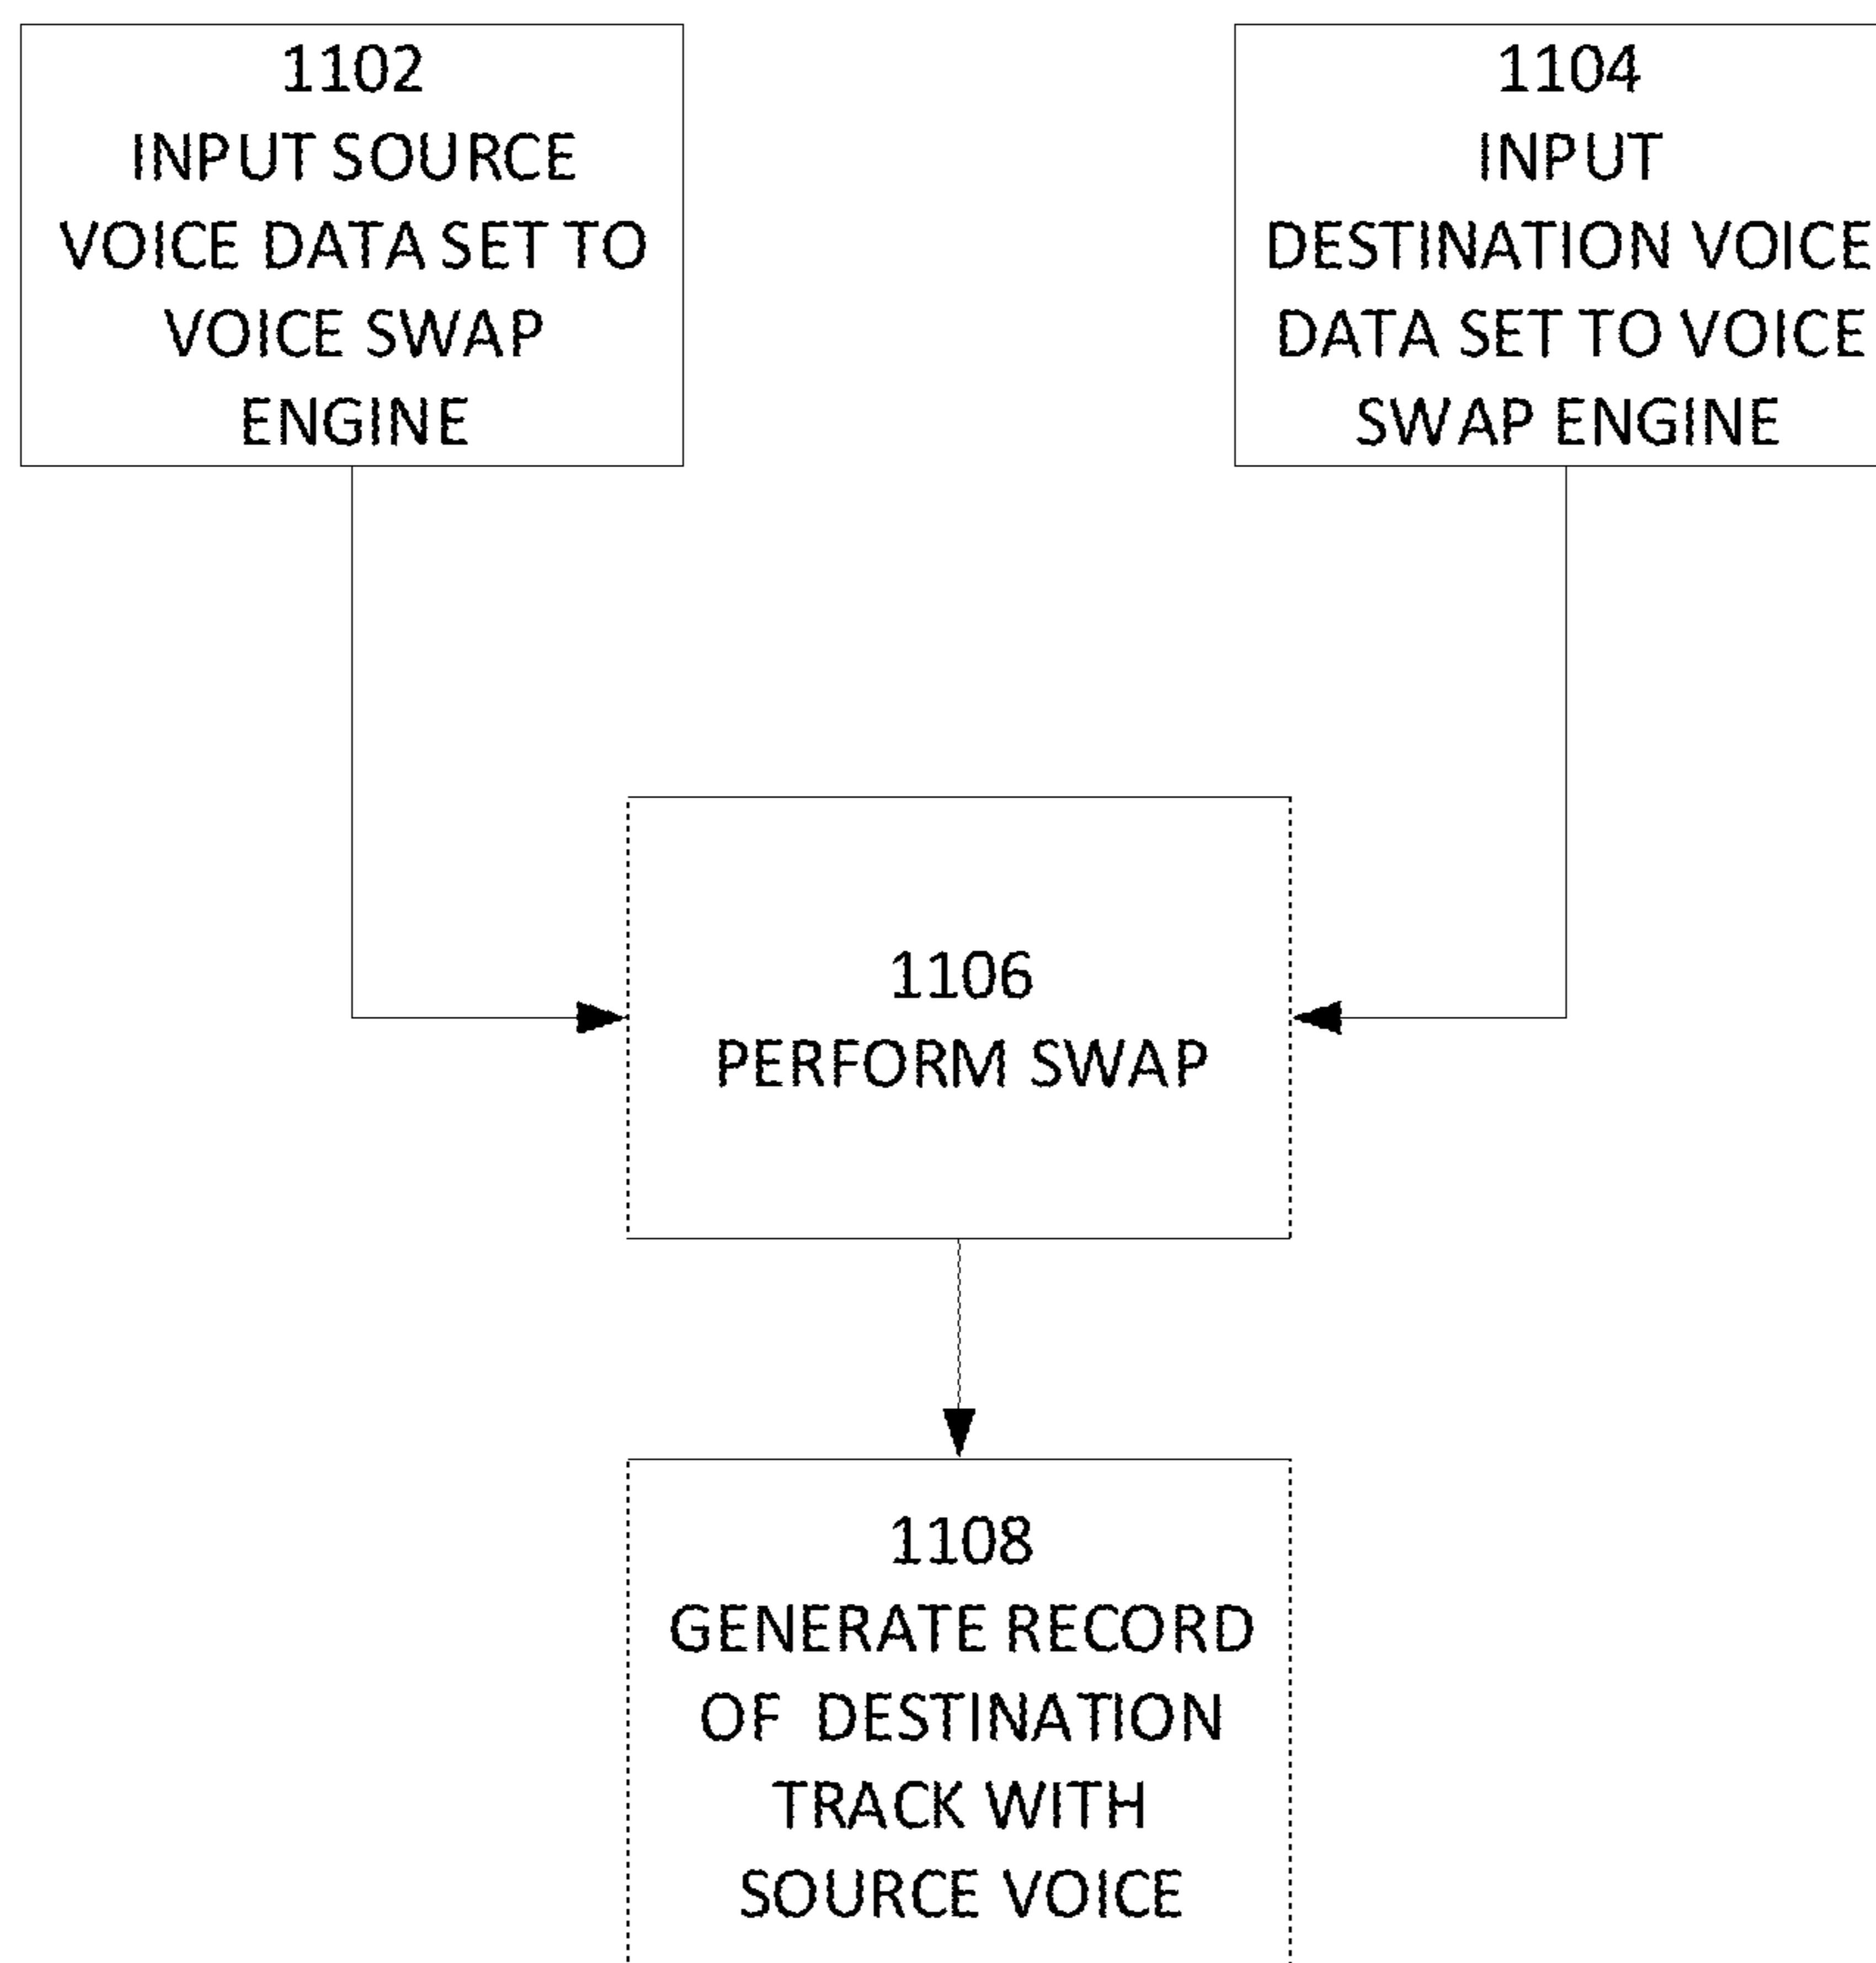 1102
INPUT SOURCE
VOICE DATA SET TO
VOICE SWAP
ENGINE
1104
INPUT
DESTINATION VOICE
DATA SET TO VOICE
SWAP ENGINE
1106
PERFORM SWAP
1108
GENERATE RECORD
OF DESTINATION
TRACK WITH
SOURCE VOICE